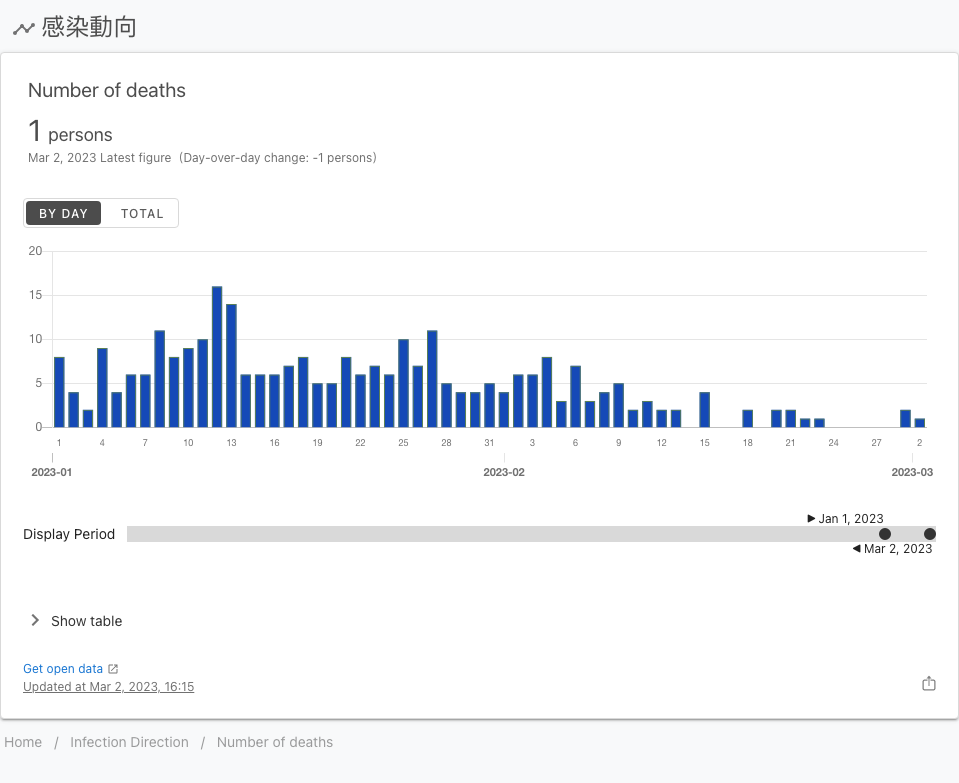 感染動向
Number of deaths
1 persons
Mar 2, 2023 Latest figure (Day-over-day change: -1 persons)
BY DAY TOTAL
20
15
10
5
0
1 4 7 10 13 16 19 22 25 28 31 3 6 9 12 15 18 21 24 27 2
2023-01 2023-02 2023-03
Jan 1, 2023
Display Period
Mar 2, 2023
Show table
Get open data
Updated at Mar 2, 2023, 16:15
Home / Infection Direction / Number of deaths